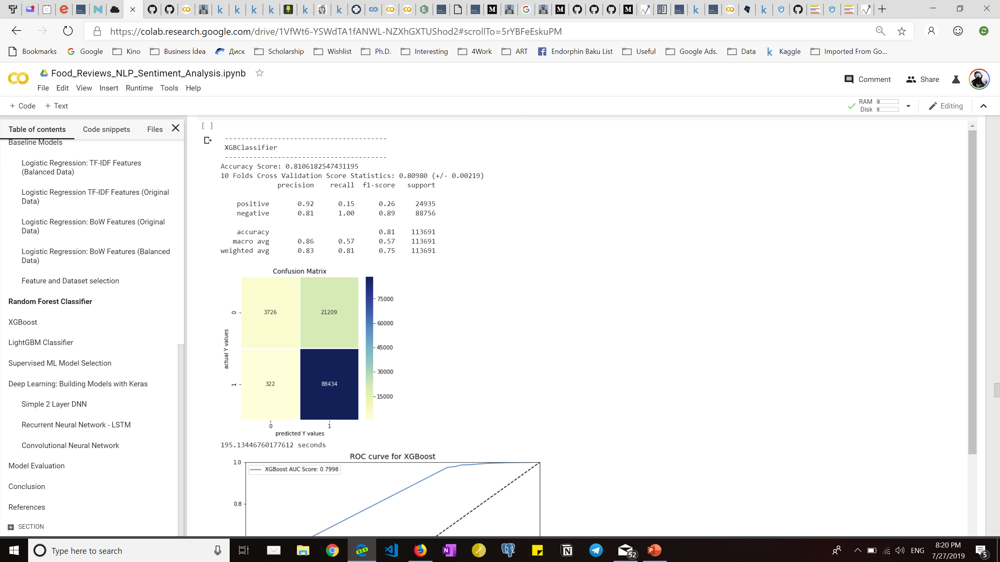 https://colab.research.google.com/drive/1VfWt6-YSWdTA1fANWL-NZXhGXTUShod2#scrollTo=5rYBFeEskuPM
Bookmarks Google Kino Business İdea Диск Scholarship Wishlist Ph.D. Interesting 4Work ART Endorphin Baku List Useful Google Ads. Data Kaggle Imported From Go...
Food_Reviews_NLP_Sentiment_Analysis.ipynb
Comment Share
File Edit View Insert Runtime Tools Help
+ Code + Text
RAM
Disk
Editing
Table of contents Code snippets Files
Baseline Models
Logistic Regression: TF-IDF Features
(Balanced Data)
Logistic Regression TF-IDF Features (Original
Data)
Logistic Regression: BoW Features (Original
Data)
Logistic Regression: BoW Features (Balanced
Data)
Feature and Dataset selection
Random Forest Classifier
XGBoost
LightGBM Classifier
Supervised ML Model Selection
Deep Learning: Building Models with Keras
Simple 2 Layer DNN
Recurrent Neural Network - LSTM
Convolutional Neural Network
Model Evaluation
Conclusion
References
SECTION
[ ]
----------------------------------------
XGBClassifier
----------------------------------------
Accuracy Score: 0.8106182547431195
10 Folds Cross Validation Score Statistics: 0.80980 (+/- 0.00219)
precision recall f1-score support
positive 0.92 0.15 0.26 24935
negative 0.81 1.00 0.89 88756
accuracy 0.81 113691
macro avg 0.86 0.57 0.57 113691
weighted avg 0.83 0.81 0.75 113691
Confusion Matrix
75000
0 3726 21209
60000
45000
actual Y values
30000
1 322 88434
15000
0 1
predicted Y values
195.13446760177612 seconds
ROC curve for XGBoost
1.0
XGBoost AUC Score: 0.7998
0.8
Type here to search
DEV
52
ENG
8:20 PM
7/27/2019
5